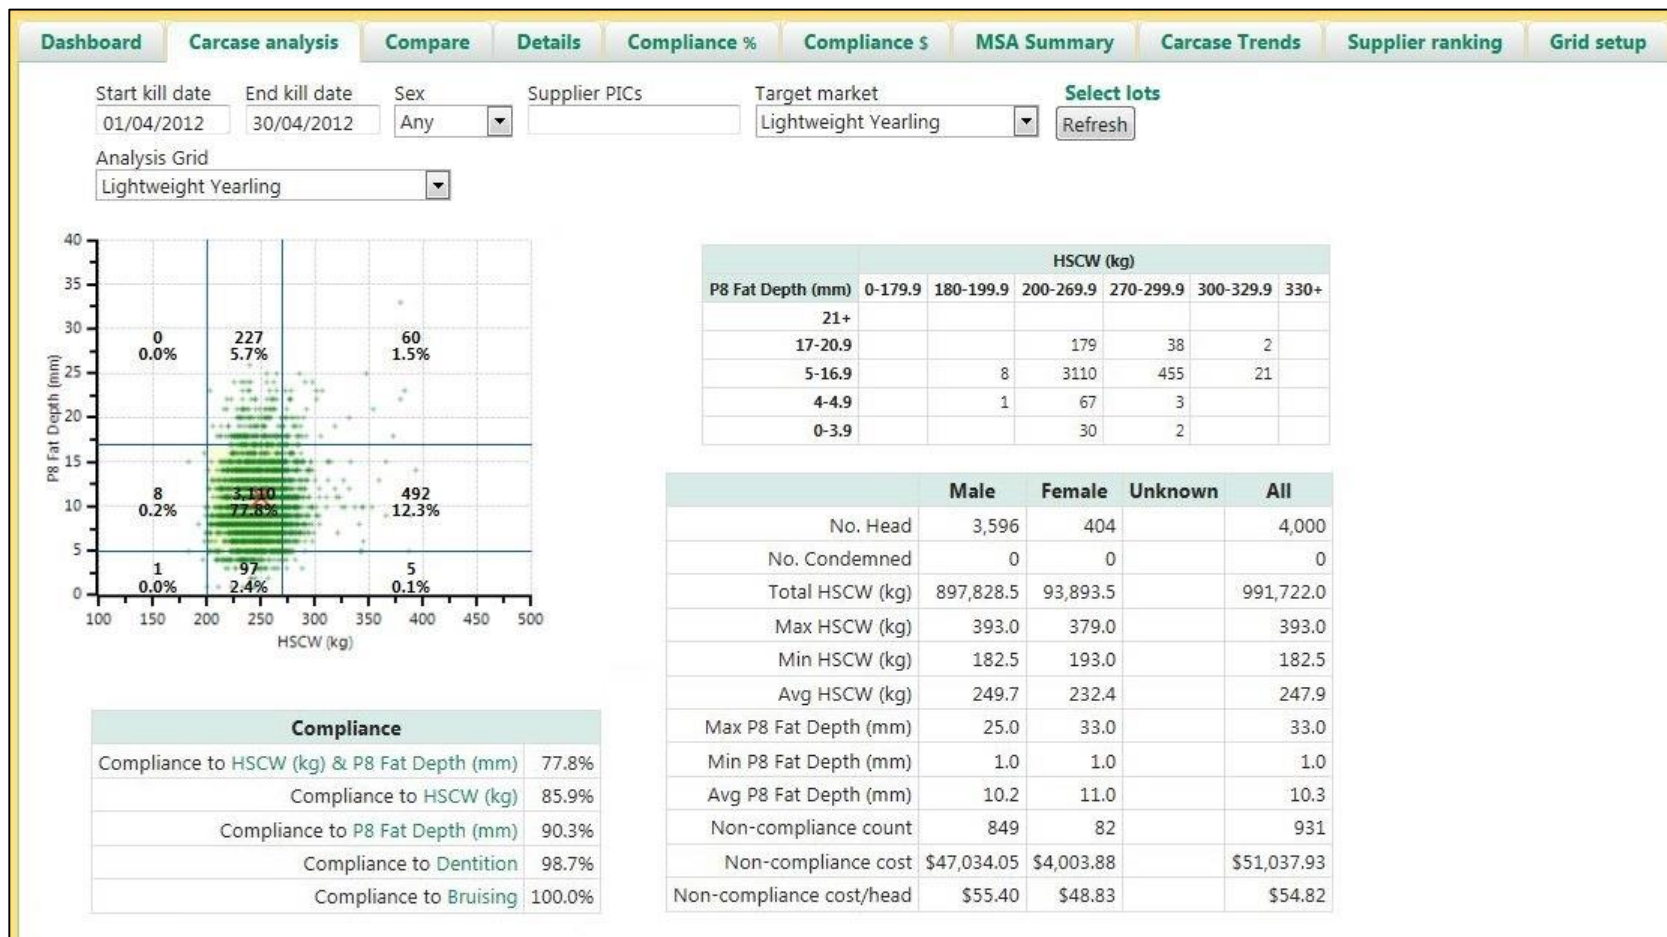 Dashboard Carcase analysis Compare Details Compliance % Compliance $ MSA Summary Carcase Trends Supplier ranking Grid setup
Start kill date End kill date Sex Supplier PICs Target market Select lots
01/04/2012 30/04/2012 Any Lightweight Yearling Refresh
Analysis Grid
Lightweight Yearling
40
35
30
25
20
15
10
5
0
P8 Fat Depth (mm)
0 227 60
0.0% 5.7% 1.5%
8 3,110 492
0.2% 77.8% 12.3%
1 97 5
0.0% 2.4% 0.1%
100 150 200 250 300 350 400 450 500
HSCW (kg)
HSCW (kg)
P8 Fat Depth (mm) 0-179.9 180-199.9 200-269.9 270-299.9 300-329.9 330+
21+
17-20.9 179 38 2
5-16.9 8 3110 455 21
4-4.9 1 67 3
0-3.9 30 2
Male Female Unknown All
No. Head 3,596 404 4,000
No. Condemned 0 0 0
Total HSCW (kg) 897,828.5 93,893.5 991,722.0
Max HSCW (kg) 393.0 379.0 393.0
Min HSCW (kg) 182.5 193.0 182.5
Avg HSCW (kg) 249.7 232.4 247.9
Max P8 Fat Depth (mm) 25.0 33.0 33.0
Min P8 Fat Depth (mm) 1.0 1.0 1.0
Avg P8 Fat Depth (mm) 10.2 11.0 10.3
Non-compliance count 849 82 931
Non-compliance cost $47,034.05 $4,003.88 $51,037.93
Non-compliance cost/head $55.40 $48.83 $54.82
Compliance
Compliance to HSCW (kg) & P8 Fat Depth (mm) 77.8%
Compliance to HSCW (kg) 85.9%
Compliance to P8 Fat Depth (mm) 90.3%
Compliance to Dentition 98.7%
Compliance to Bruising 100.0%